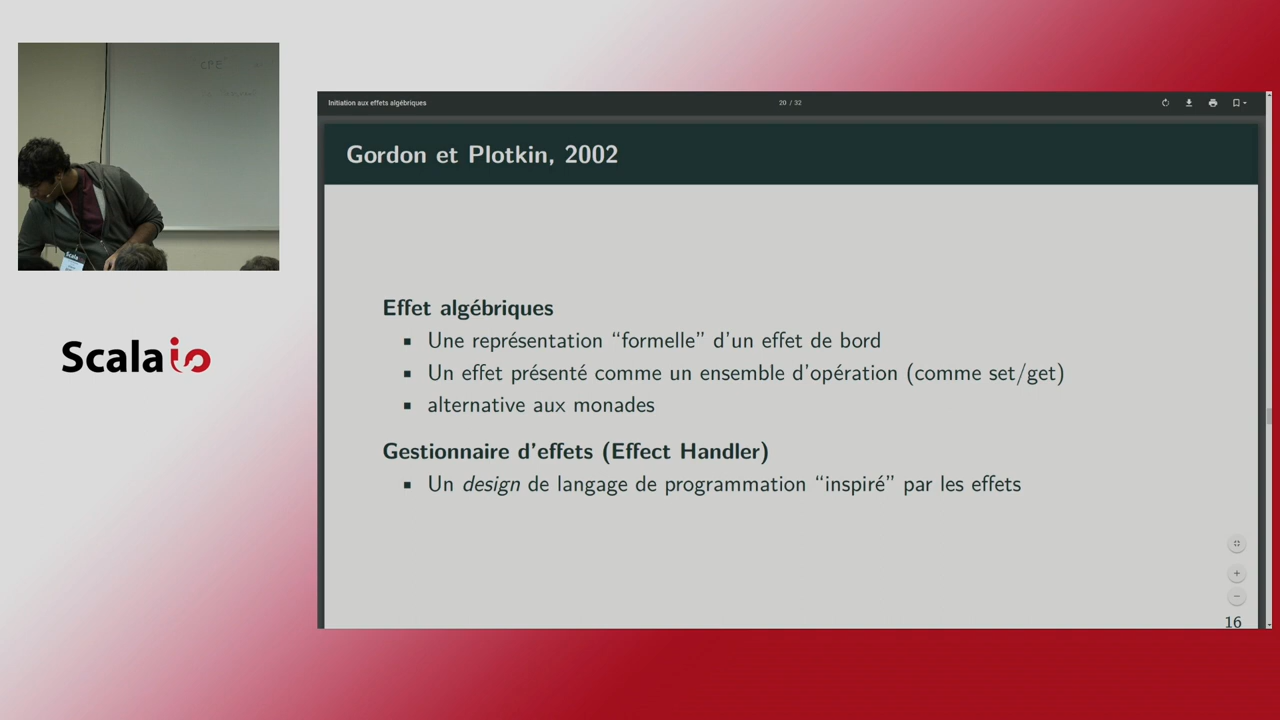 CPE
Scala
Scalaio
Initiation aux effets algébriques
20 / 32
Gordon et Plotkin, 2002
Effet algébriques
▪ Une représentation “formelle” d’un effet de bord
▪ Un effet présenté comme un ensemble d’opération (comme set/get)
▪ alternative aux monades
Gestionnaire d’effets (Effect Handler)
▪ Un design de langage de programmation “inspiré” par les effets
16